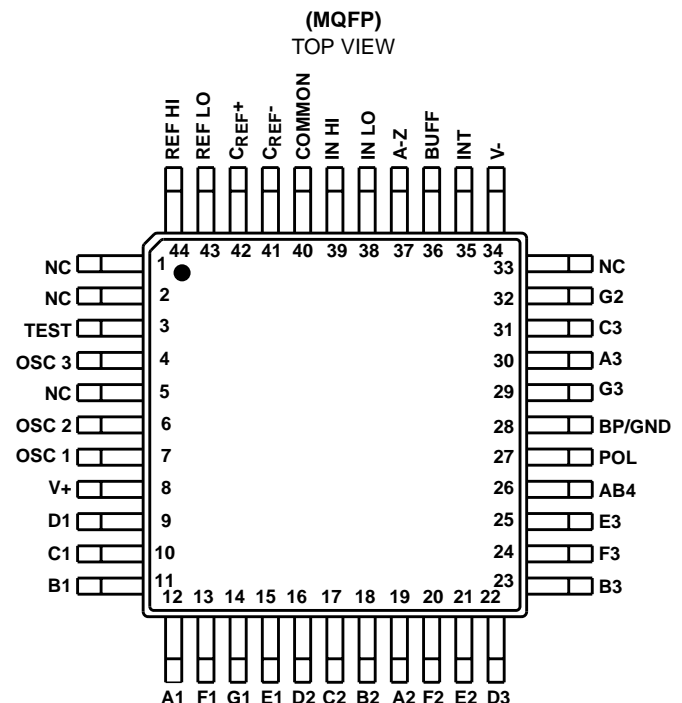 (MQFP)
TOP VIEW
REF HI
REF LO
CREF+
CREF-
COMMON
IN HI
IN LO
A-Z
BUFF
INT
V-
44 43 42 41 40 39 38 37 36 35 34
NC 1
NC 2
TEST 3
OSC 3 4
NC 5
OSC 2 6
OSC 1 7
V+ 8
D1 9
C1 10
B1 11
33 NC
32 G2
31 C3
30 A3
29 G3
28 BP/GND
27 POL
26 AB4
25 E3
24 F3
23 B3
12 13 14 15 16 17 18 19 20 21 22
A1 F1 G1 E1 D2 C2 B2 A2 F2 E2 D3